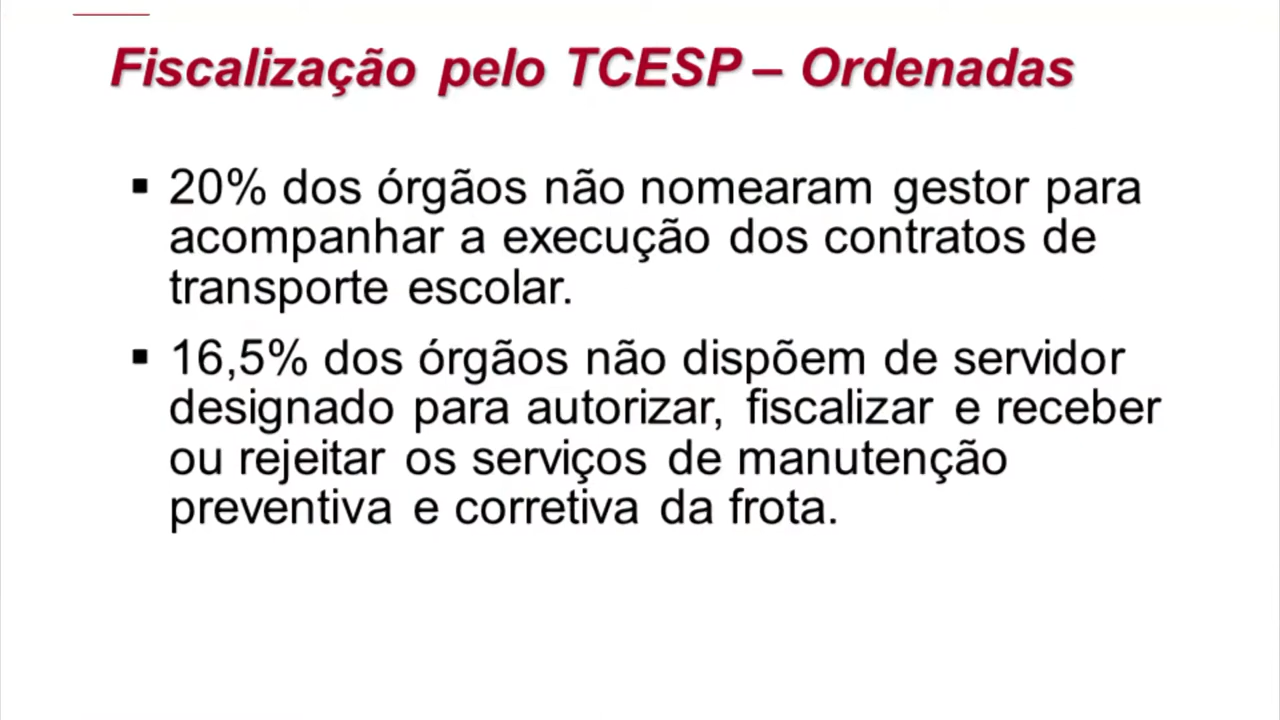 Fiscalização pelo TCESP – Ordenadas
▪ 20% dos órgãos não nomearam gestor para
acompanhar a execução dos contratos de
transporte escolar.
▪ 16,5% dos órgãos não dispõem de servidor
designado para autorizar, fiscalizar e receber
ou rejeitar os serviços de manutenção
preventiva e corretiva da frota.